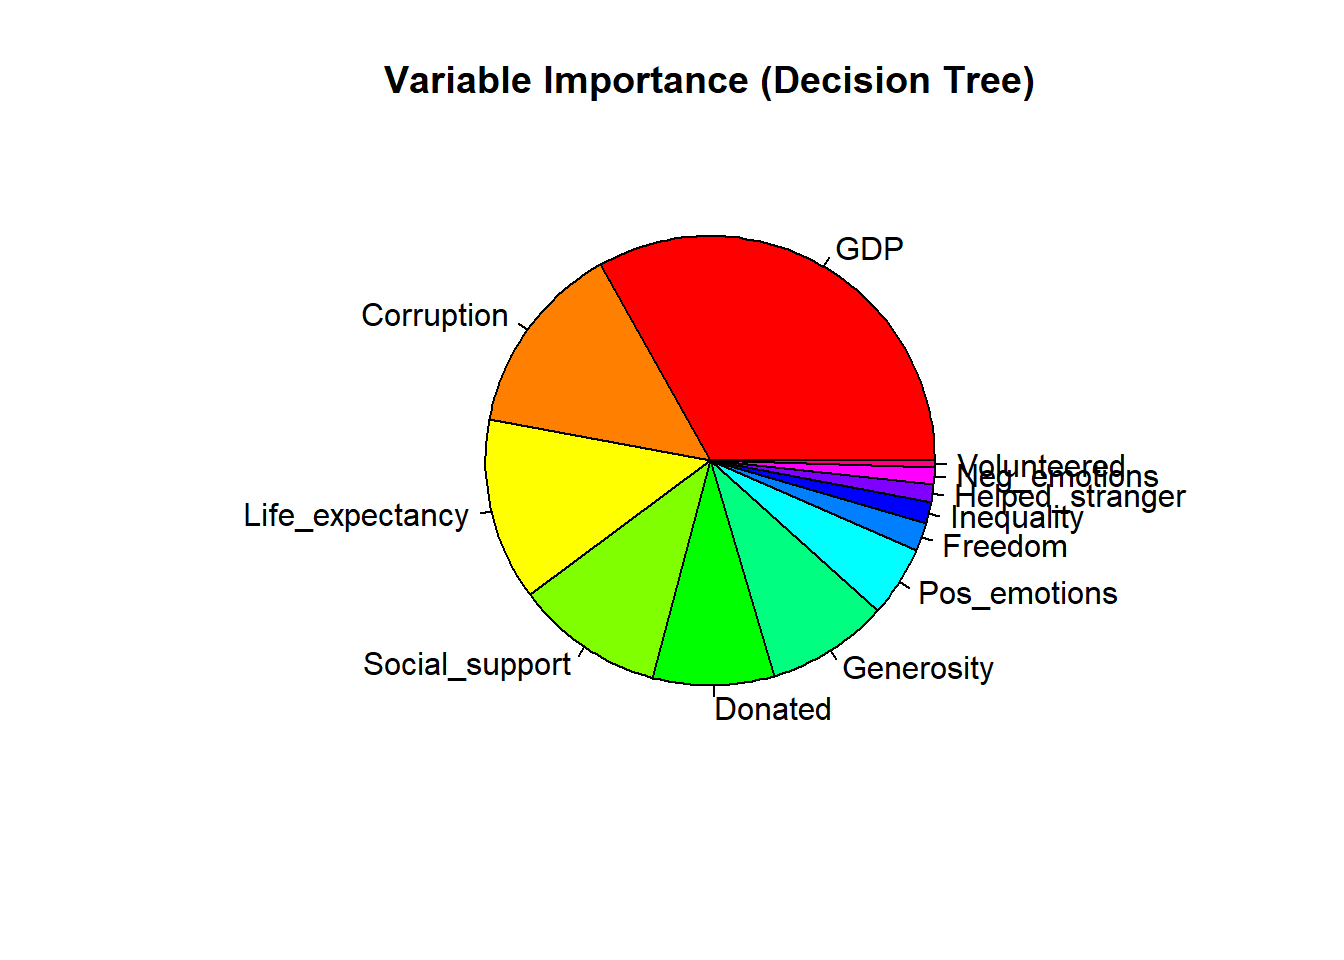 Variable Importance (Decision Tree)
GDP
Corruption
Life_expectancy
Social_support
Donated
Generosity
Pos_emotions
Freedom
Inequality
Helped_stranger
Neg_emotions
Volunteered